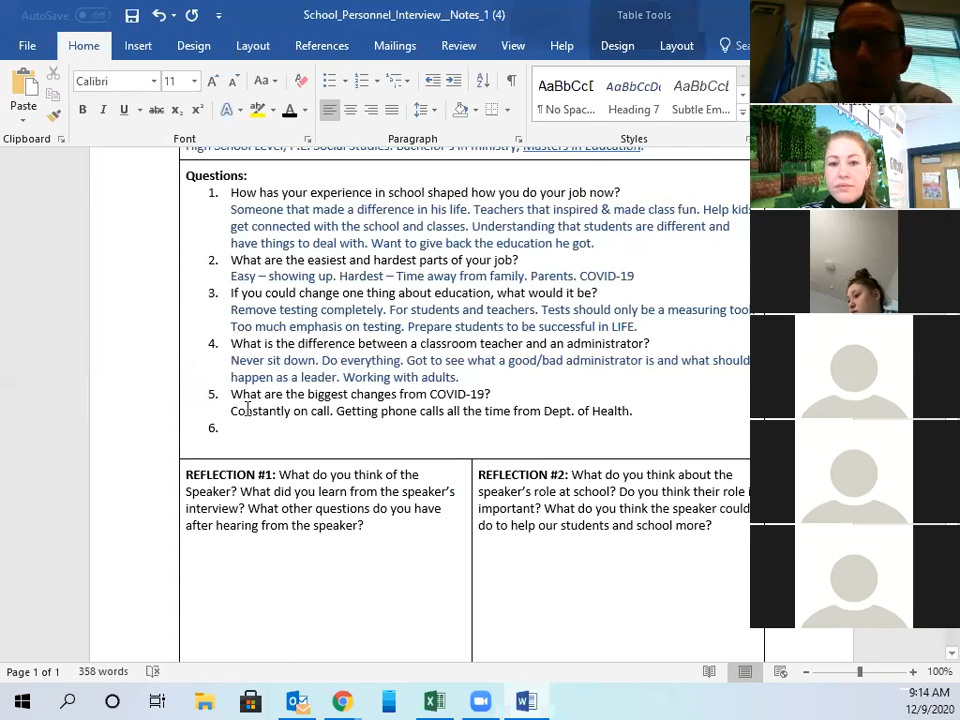 AutoSave Off
School_Personnel_Interview__Notes_1 (4)
Table Tools
File Home Insert Design Layout References Mailings Review View Help Design Layout
Calibri 11
Paste
Clipboard Font Paragraph Styles
AaBbCcD AaBbCcDc AaBbCcL
¶ No Spac... Heading 7 Subtle Em...
High School Level, P.E. Social Studies. Bachelor's in ministry, Masters in Education.
Questions:
1. How has your experience in school shaped how you do your job now?
Someone that made a difference in his life. Teachers that inspired & made class fun. Help kids
get connected with the school and classes. Understanding that students are different and
have things to deal with. Want to give back the education he got.
2. What are the easiest and hardest parts of your job?
Easy – showing up. Hardest – Time away from family. Parents. COVID-19
3. If you could change one thing about education, what would it be?
Remove testing completely. For students and teachers. Tests should only be a measuring tool
Too much emphasis on testing. Prepare students to be successful in LIFE.
4. What is the difference between a classroom teacher and an administrator?
Never sit down. Do everything. Got to see what a good/bad administrator is and what should
happen as a leader. Working with adults.
5. What are the biggest changes from COVID-19?
Constantly on call. Getting phone calls all the time from Dept. of Health.
6.
REFLECTION #1: What do you think of the
Speaker? What did you learn from the speaker's
interview? What other questions do you have
after hearing from the speaker?
REFLECTION #2: What do you think about the
speaker's role at school? Do you think their role i
important? What do you think the speaker could
do to help our students and school more?
Page 1 of 1 358 words
100%
9:14 AM
12/9/2020